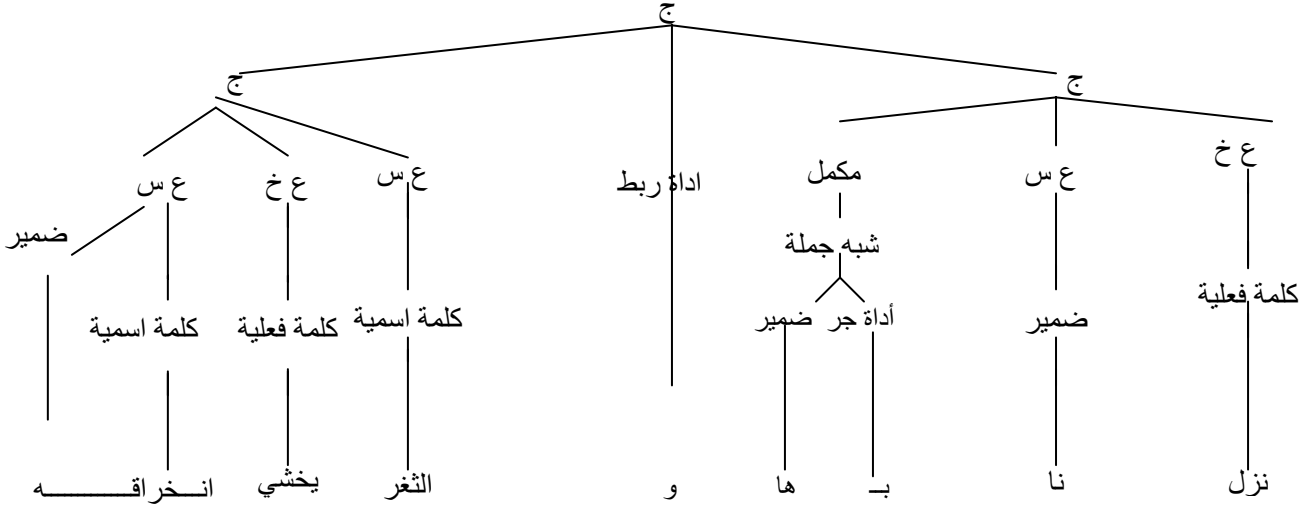 ج
ج ج
ع خ ع س مكمل اداة ربط ع س ع خ ع س
شبه جملة ضمير
كلمة فعلية ضمير أداة جر ضمير كلمة اسمية كلمة فعلية كلمة اسمية
نزل نا بـ ها و الثغر يخشي انــخراقـــــــــه